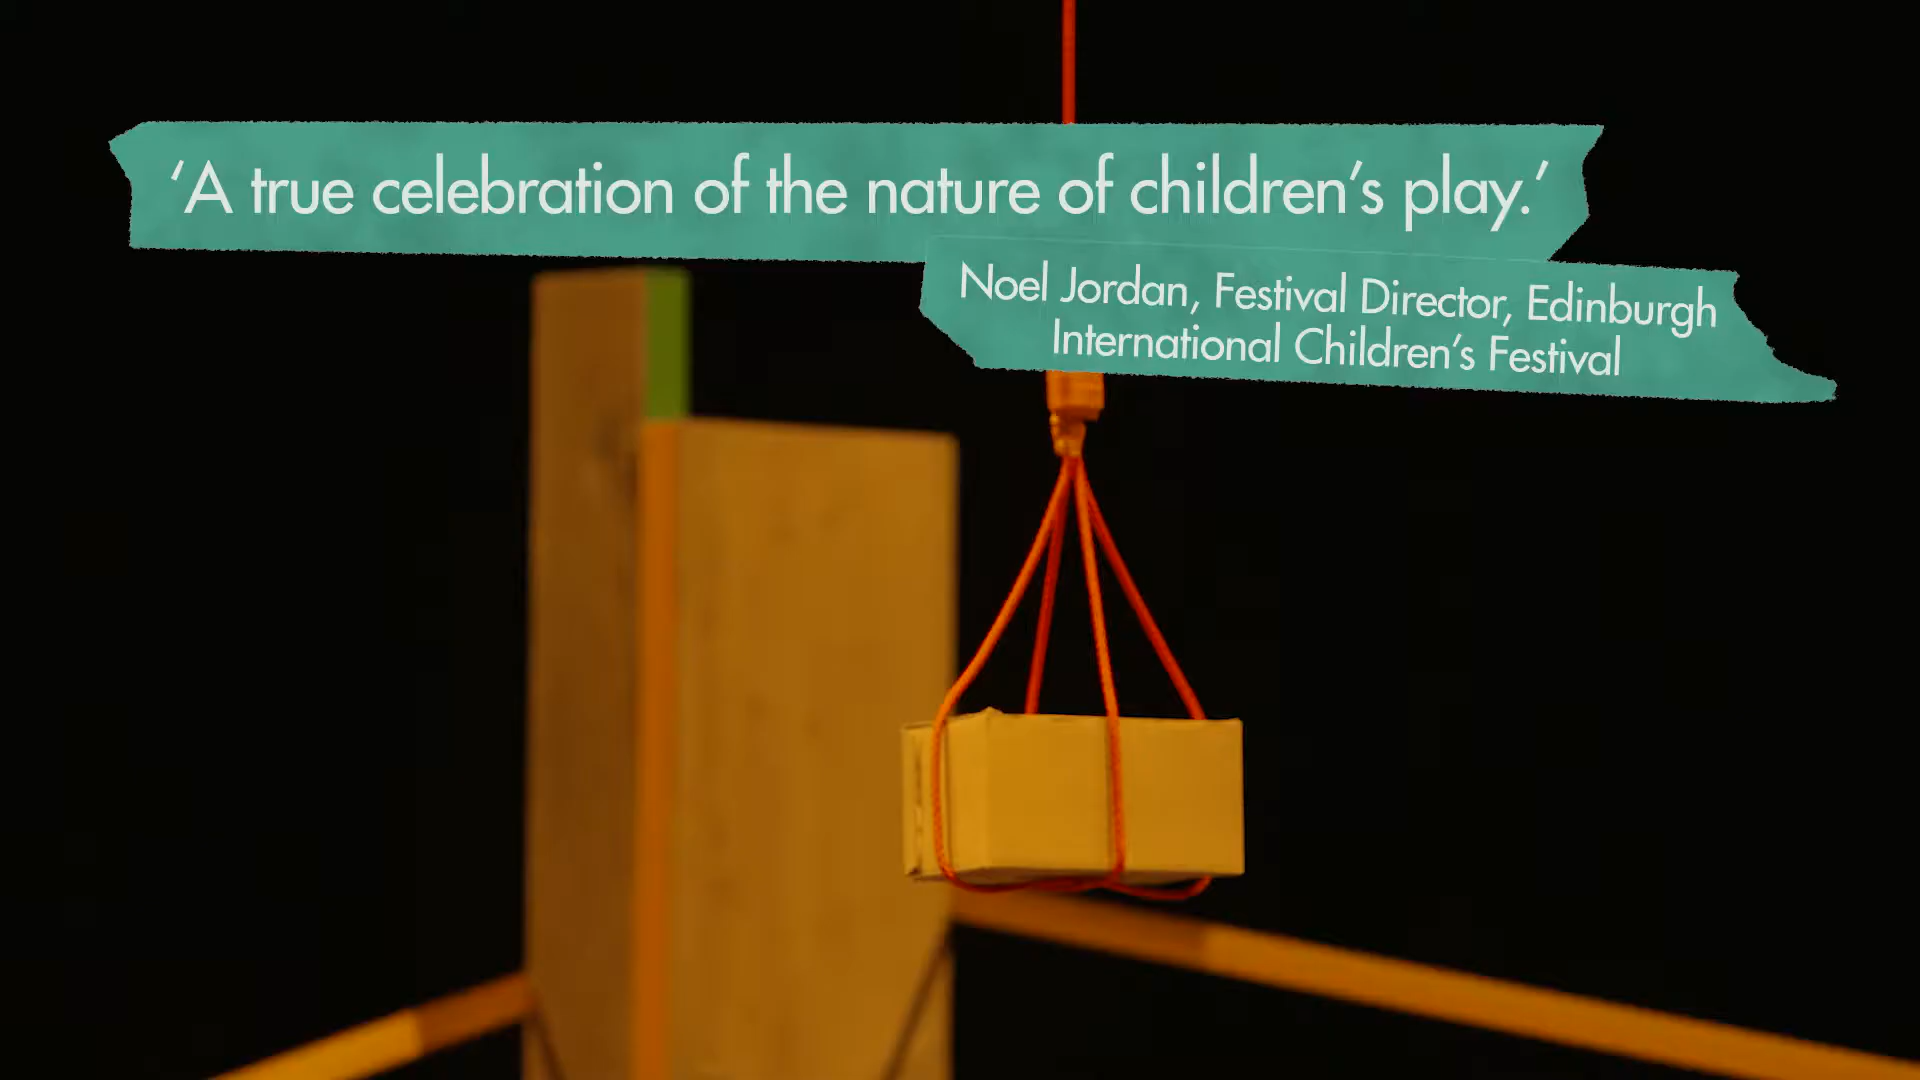 ‘A true celebration of the nature of children’s play.’
Noel Jordan, Festival Director, Edinburgh
International Children’s Festival